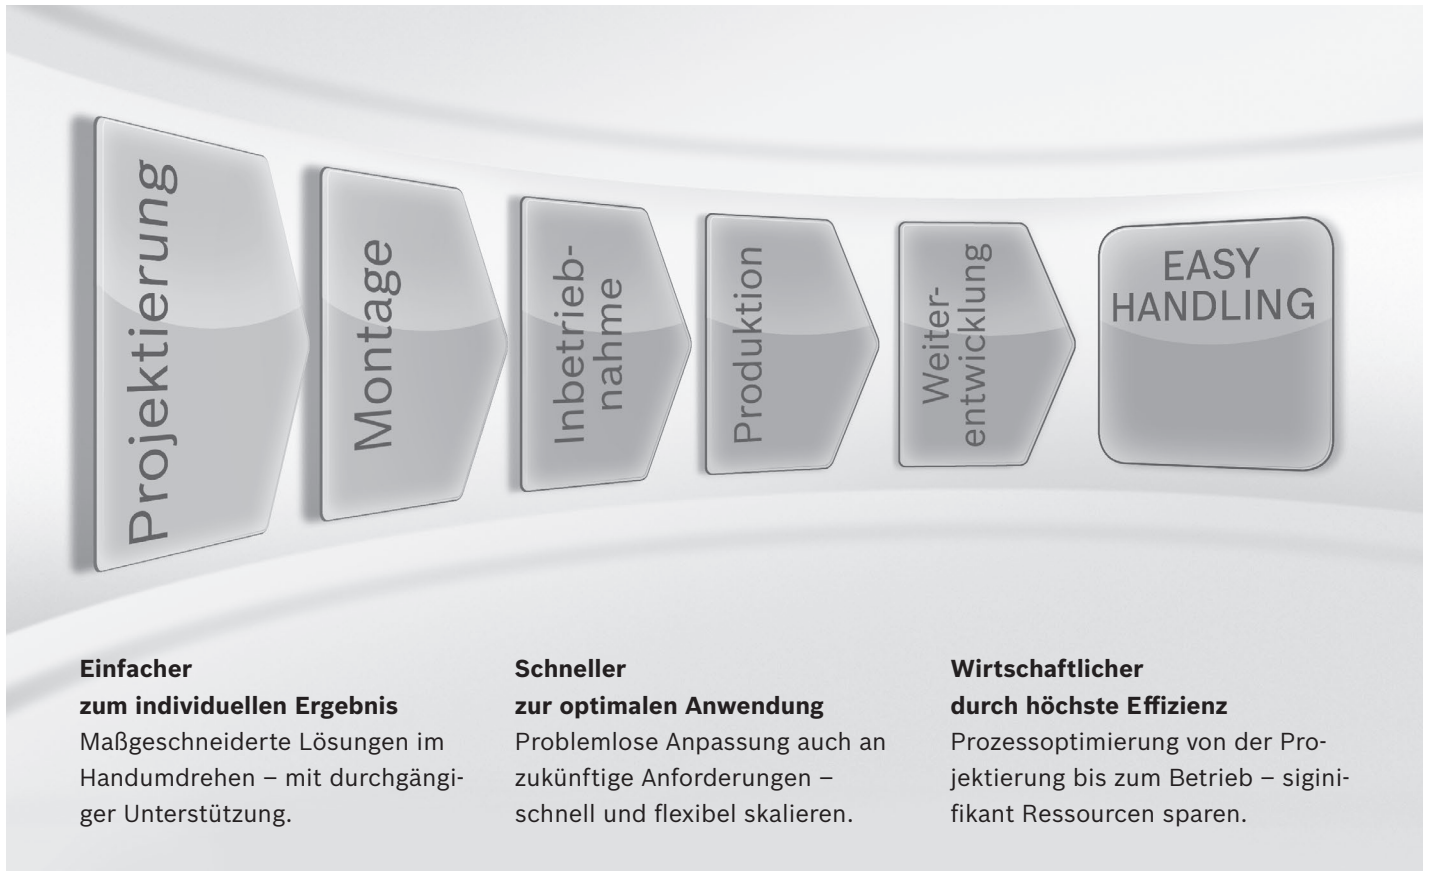 Projektierung
Montage
Inbetrieb-
nahme
Produktion
Weiter-
entwicklung
EASY
HANDLING
Einfacher
zum individuellen Ergebnis
Maßgeschneiderte Lösungen im
Handumdrehen – mit durchgängi-
ger Unterstützung.
Schneller
zur optimalen Anwendung
Problemlose Anpassung auch an
zukünftige Anforderungen –
schnell und flexibel skalieren.
Wirtschaftlicher
durch höchste Effizienz
Prozessoptimierung von der Pro-
jektierung bis zum Betrieb – sigini-
fikant Ressourcen sparen.